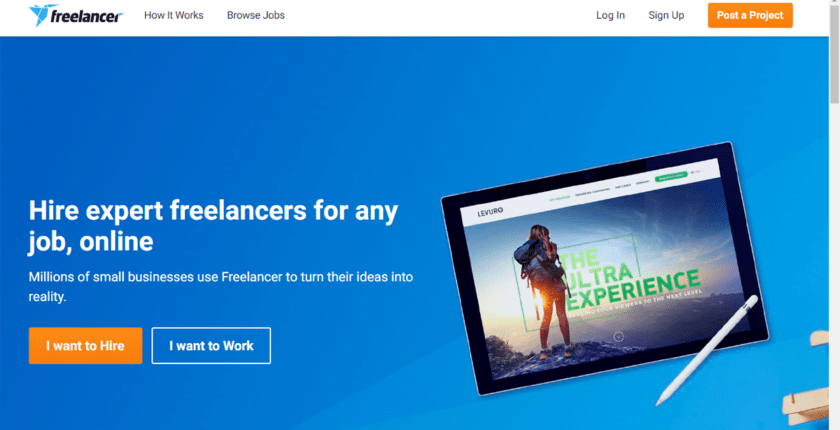 freelancer
How It Works
Browse Jobs
Log In
Sign Up
Post a Project
Hire expert freelancers for any
job, online
Millions of small businesses use Freelancer to turn their ideas into
reality.
I want to Hire
I want to Work
LEVURO
THE
ULTRA
EXPERIENCE
YOUR VIEWERS TO THE NEXT LEVEL